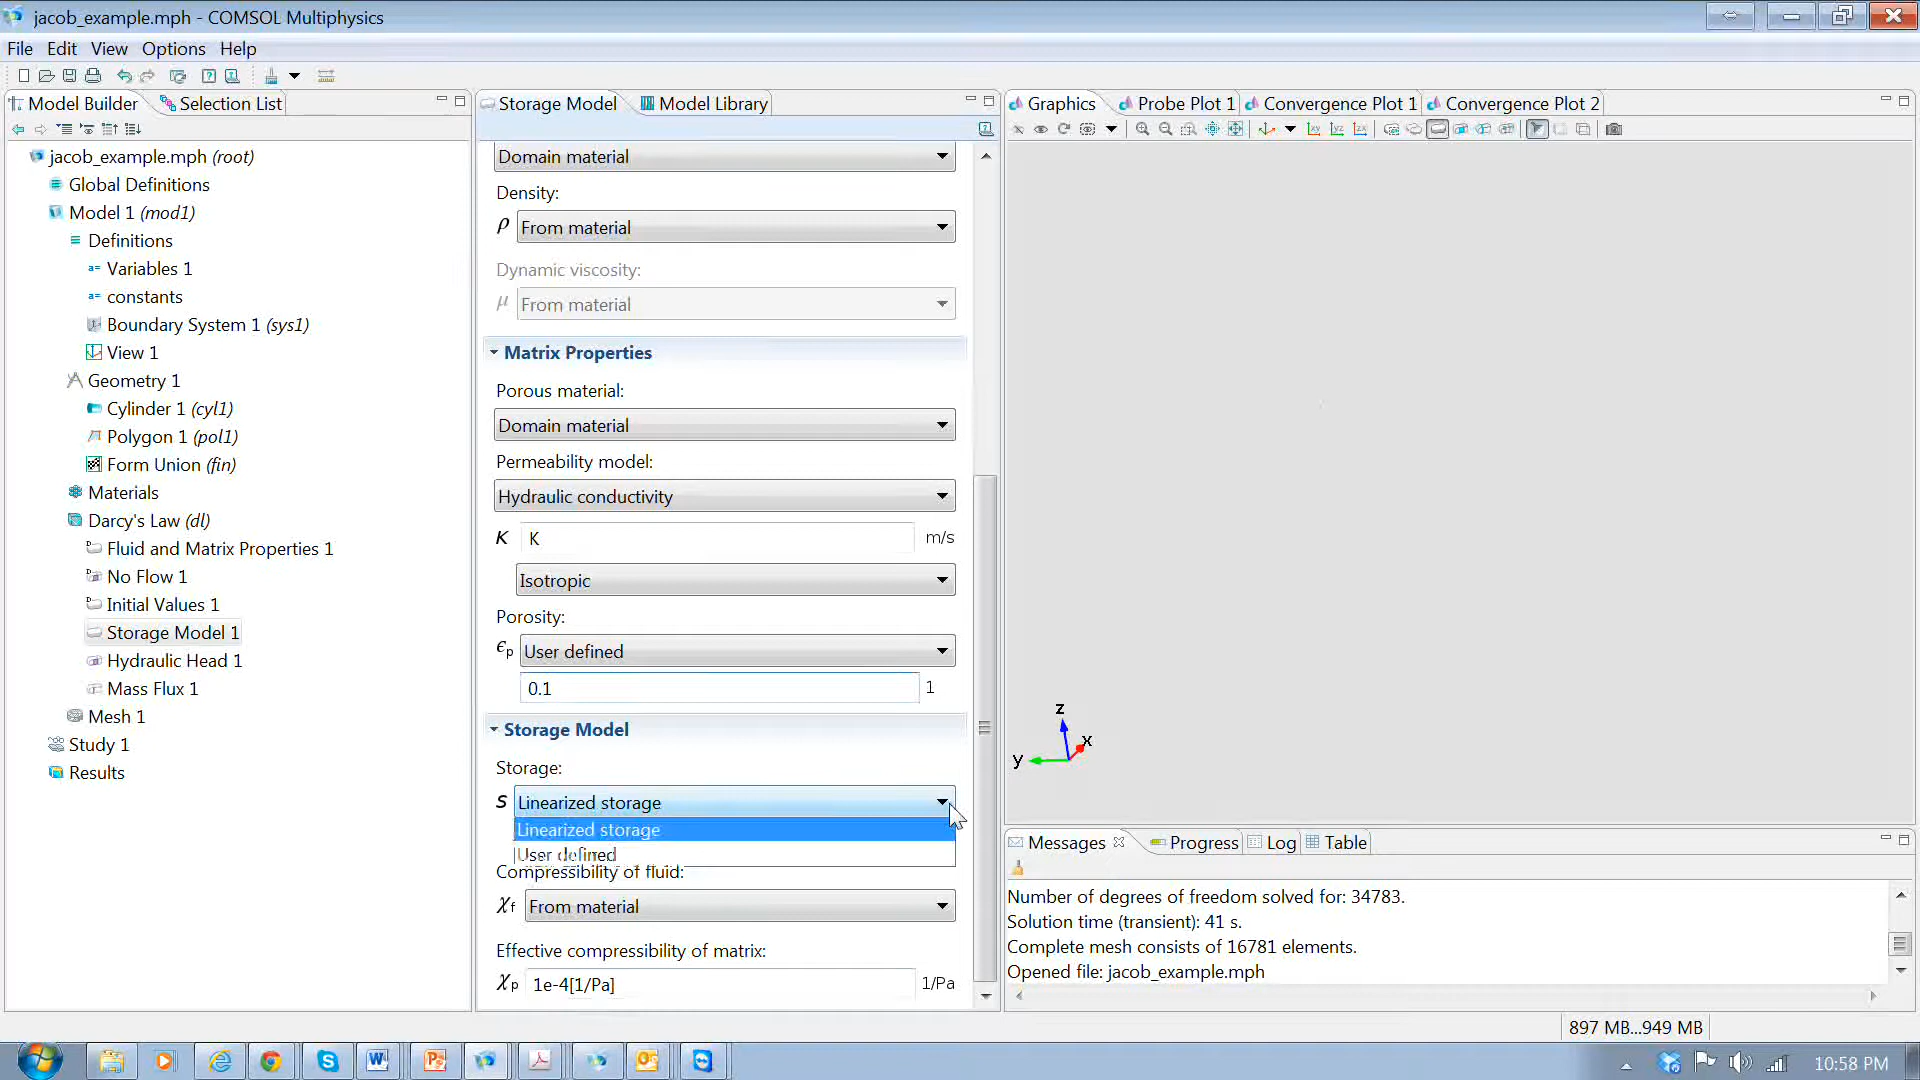 jacob_example.mph - COMSOL Multiphysics
File Edit View Options Help
Model Builder
Selection List
jacob_example.mph (root)
Global Definitions
Model 1 (mod1)
Definitions
a= Variables 1
a= constants
Boundary System 1 (sys1)
View 1
Geometry 1
Cylinder 1 (cyl1)
Polygon 1 (pol1)
Form Union (fin)
Materials
Darcy's Law (dl)
Fluid and Matrix Properties 1
No Flow 1
Initial Values 1
Storage Model 1
Hydraulic Head 1
Mass Flux 1
Mesh 1
Study 1
Results
Storage Model
Model Library
Domain material
Density:
ρ From material
Dynamic viscosity:
μ From material
Matrix Properties
Porous material:
Domain material
Permeability model:
Hydraulic conductivity
K K m/s
Isotropic
Porosity:
ϵp User defined
0.1 1
Storage Model
Storage:
S Linearized storage
Linearized storage
User defined
Compressibility of fluid:
χf From material
Effective compressibility of matrix:
χp 1e-4[1/Pa] 1/Pa
Graphics
Probe Plot 1
Convergence Plot 1
Convergence Plot 2
z
x
y
Messages
Progress
Log
Table
Number of degrees of freedom solved for: 34783.
Solution time (transient): 41 s.
Complete mesh consists of 16781 elements.
Opened file: jacob_example.mph
897 MB...949 MB
10:58 PM